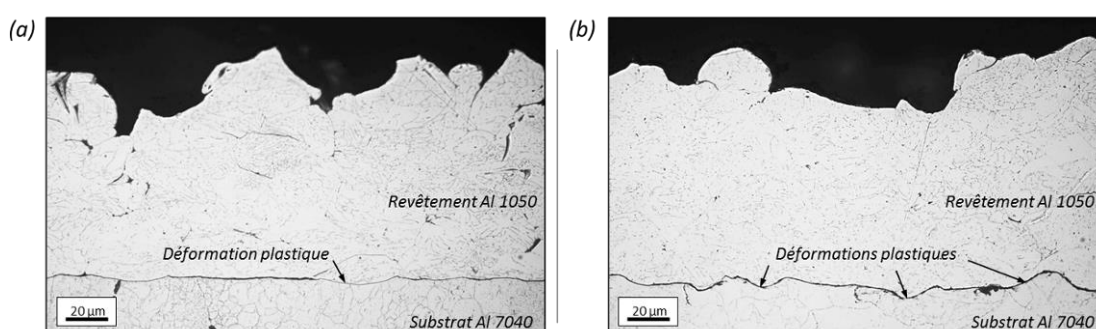 (a)
Revêtement Al 1050
Déformation plastique
20 µm
Substrat Al 7040
(b)
Revêtement Al 1050
Déformations plastiques
20 µm
Substrat Al 7040